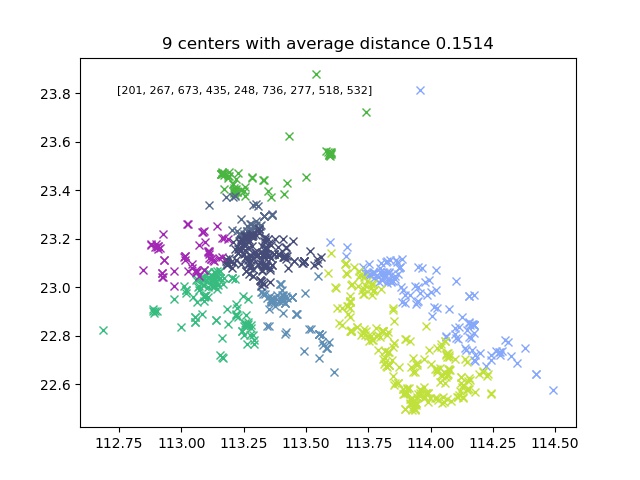 9 centers with average distance 0.1514
[201, 267, 673, 435, 248, 736, 277, 518, 532]
23.8
23.6
23.4
23.2
23.0
22.8
22.6
112.75 113.00 113.25 113.50 113.75 114.00 114.25 114.50